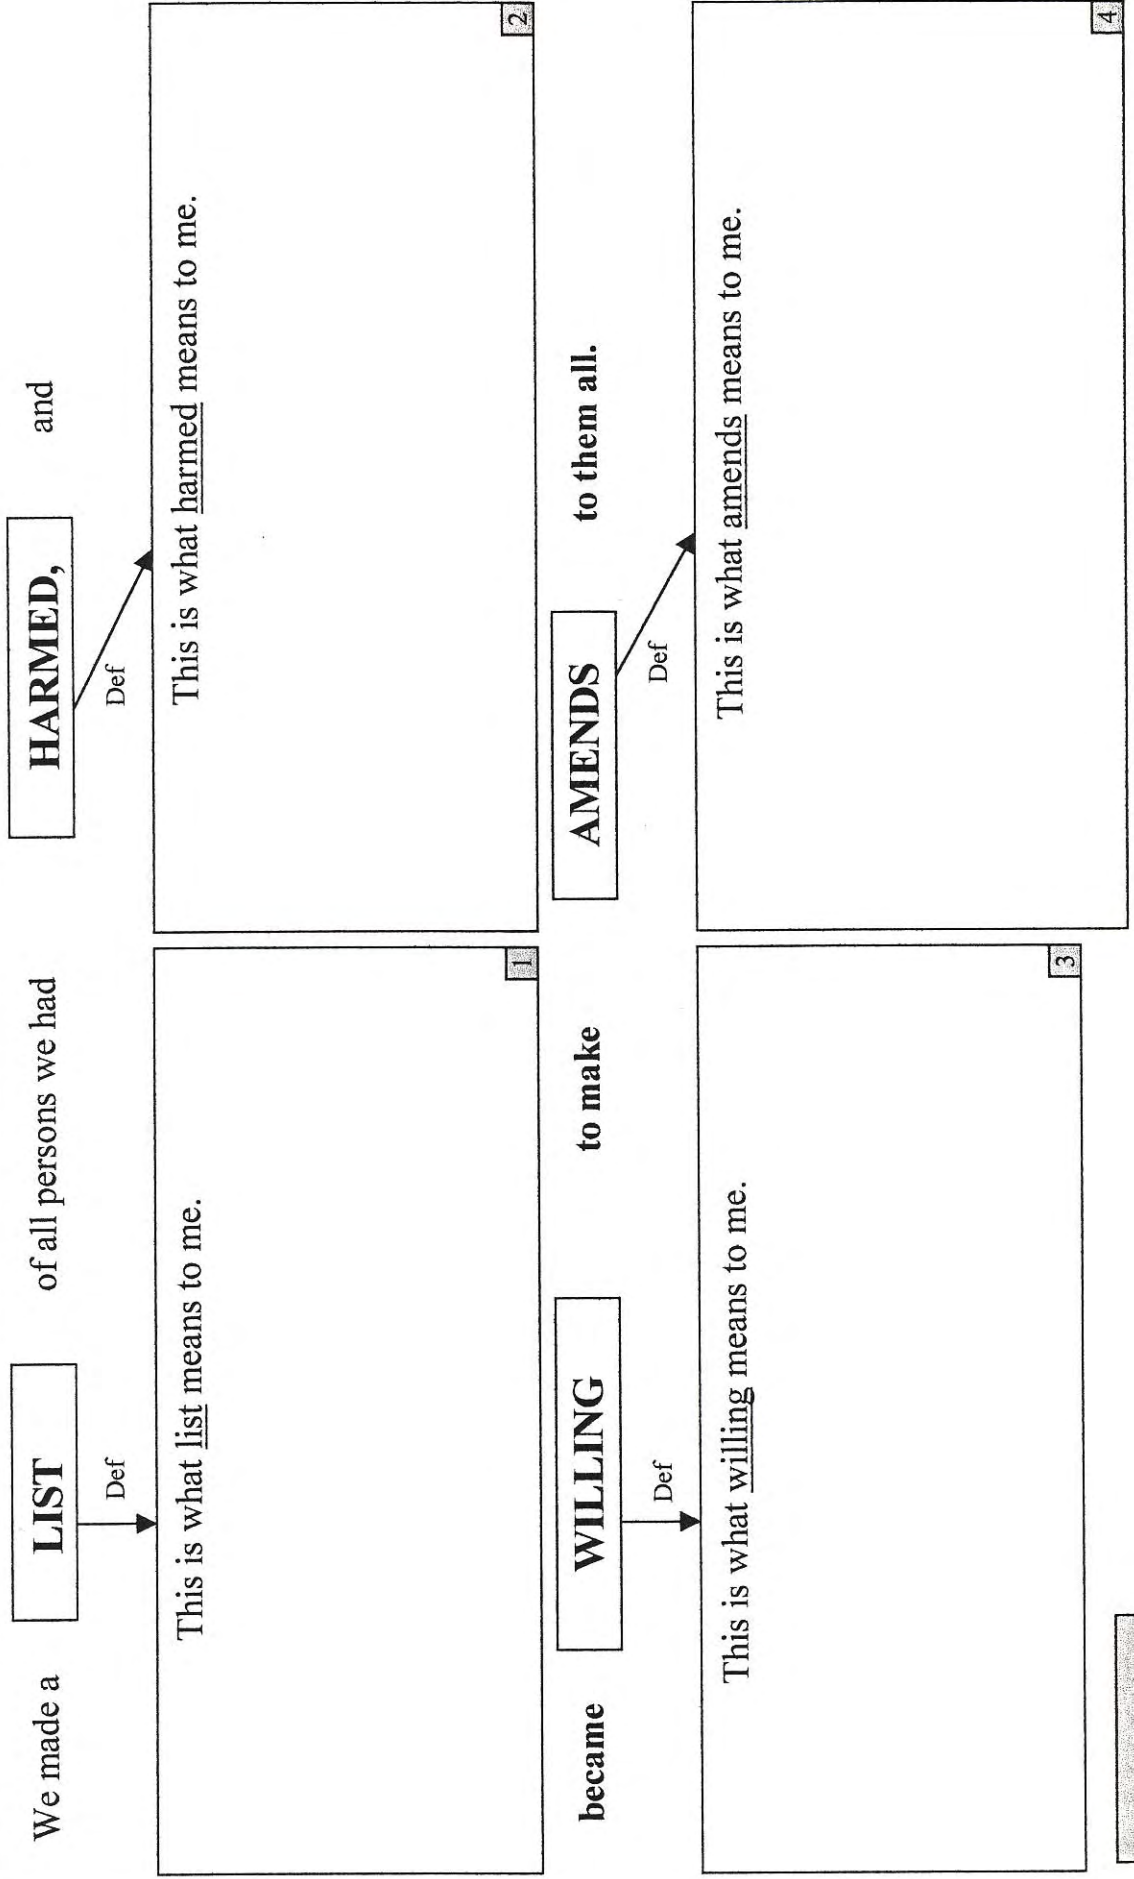 We made a LIST of all persons we had HARMED, and
Def Def
This is what list means to me. This is what harmed means to me.
1 2
became WILLING to make AMENDS to them all.
Def Def
This is what willing means to me. This is what amends means to me.
3 4